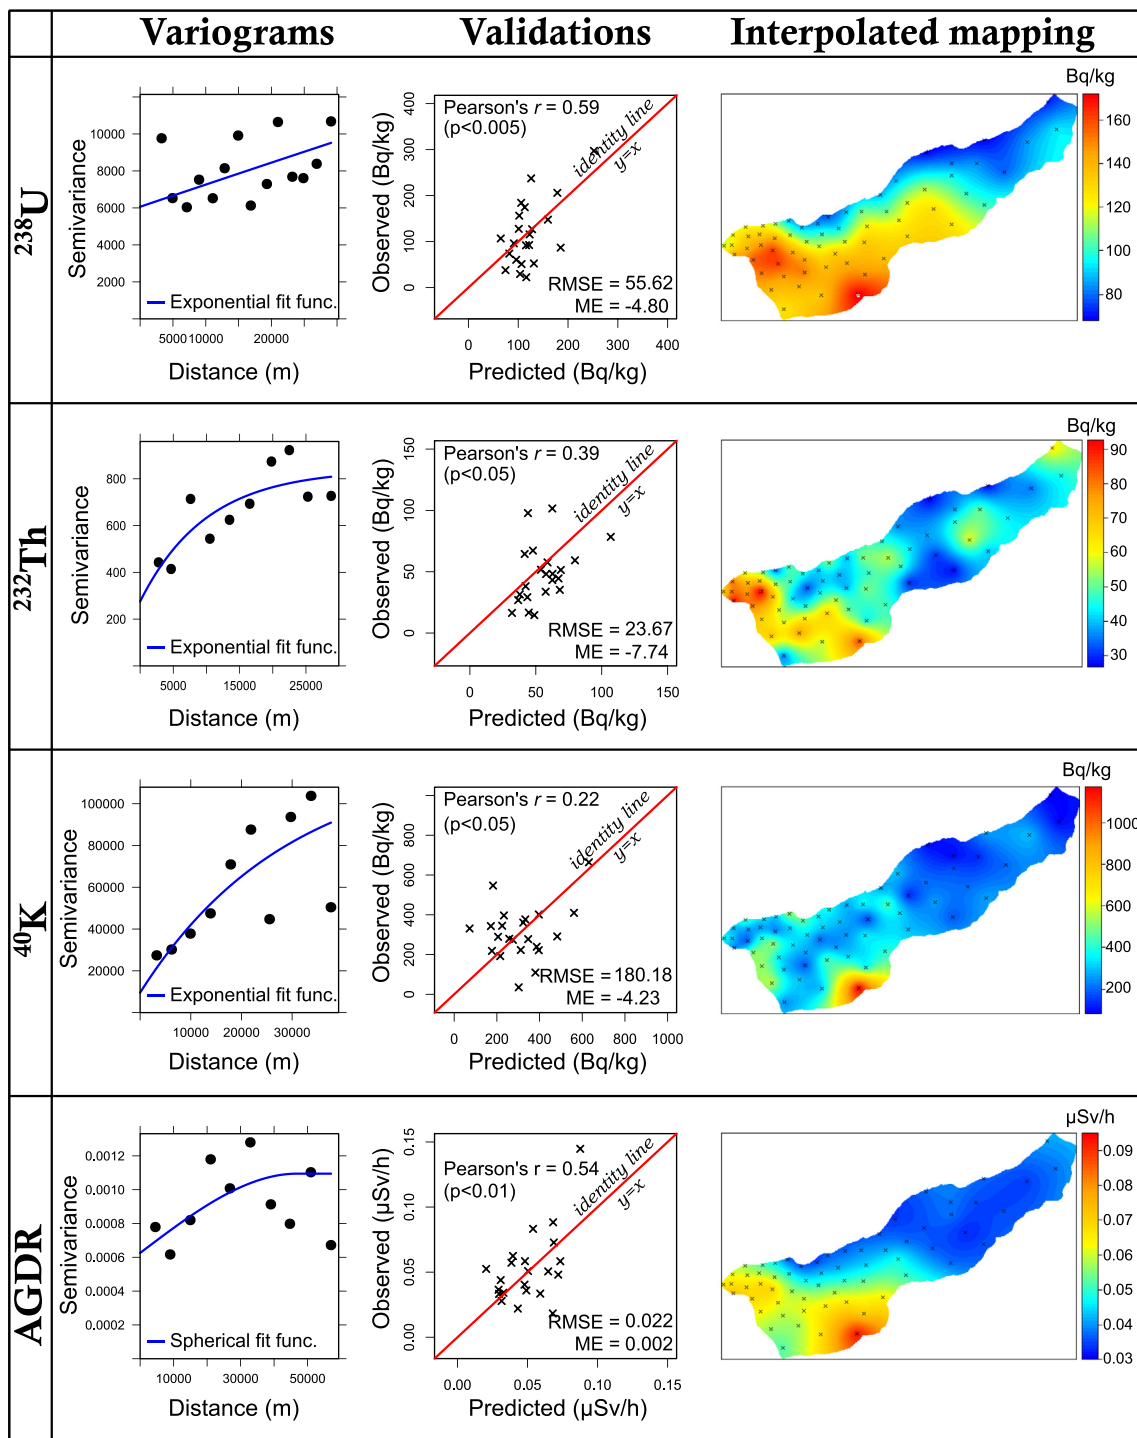 Variograms Validations Interpolated mapping
238U
Semivariance
10000
8000
6000
4000
2000
Exponential fit func.
5000 10000 20000
Distance (m)
Observed (Bq/kg)
400
300
200
100
0
Pearson's r = 0.59
(p<0.005)
identity line
y=x
RMSE = 55.62
ME = -4.80
0 100 200 300 400
Predicted (Bq/kg)
Bq/kg
160
140
120
100
80
232Th
Semivariance
800
600
400
200
Exponential fit func.
5000 15000 25000
Distance (m)
Observed (Bq/kg)
150
100
50
0
Pearson's r = 0.39
(p<0.05)
identity line
y=x
RMSE = 23.67
ME = -7.74
0 50 100 150
Predicted (Bq/kg)
Bq/kg
90
80
70
60
50
40
30
40K
Semivariance
100000
80000
60000
40000
20000
Exponential fit func.
10000 20000 30000
Distance (m)
Observed (Bq/kg)
800
600
400
200
0
Pearson's r = 0.22
(p<0.05)
identity line
y=x
RMSE = 180.18
ME = -4.23
0 200 400 600 800 1000
Predicted (Bq/kg)
Bq/kg
1000
800
600
400
200
AGDR
Semivariance
0.0012
0.0010
0.0008
0.0006
0.0004
0.0002
Spherical fit func.
10000 30000 50000
Distance (m)
Observed (µSv/h)
0.15
0.10
0.05
0.00
Pearson's r = 0.54
(p<0.01)
identity line
y=x
RMSE = 0.022
ME = 0.002
0.00 0.05 0.10 0.15
Predicted (µSv/h)
µSv/h
0.09
0.08
0.07
0.06
0.05
0.04
0.03